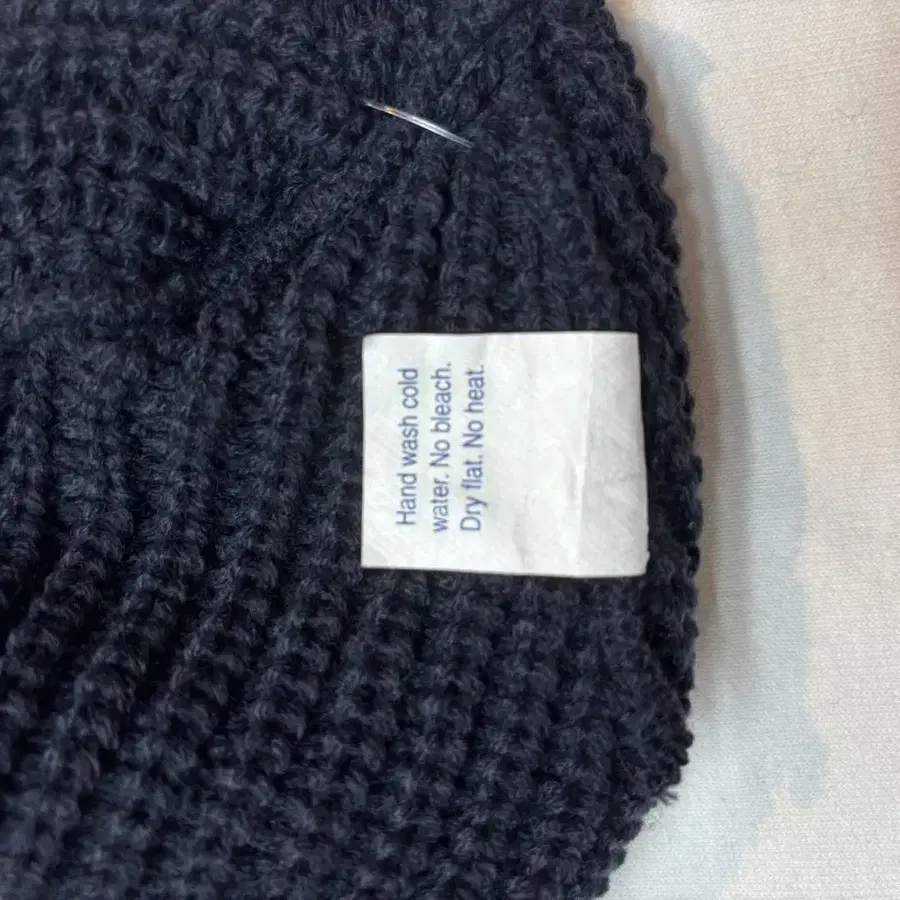 Hand wash cold
water. No bleach.
Dry flat. No heat.